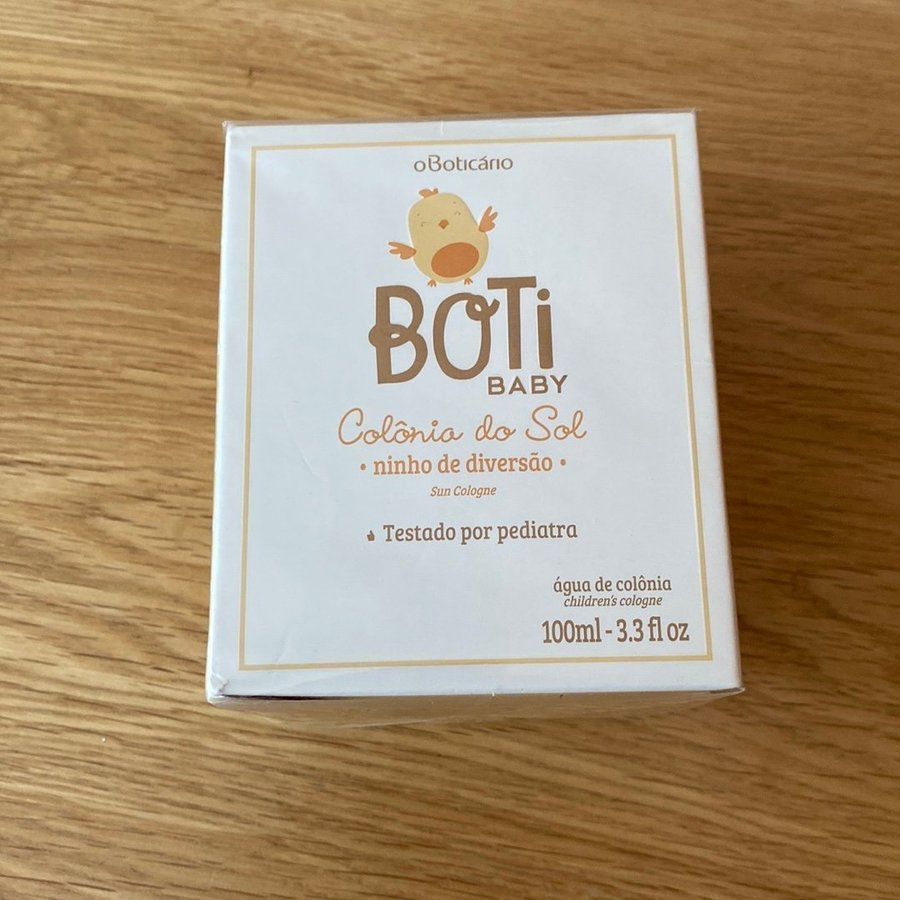 oBoticário
BOTi
BABY
Colônia do Sol
• ninho de diversão •
Sun Cologne
Testado por pediatra
água de colônia
children's cologne
100ml - 3.3 fl oz